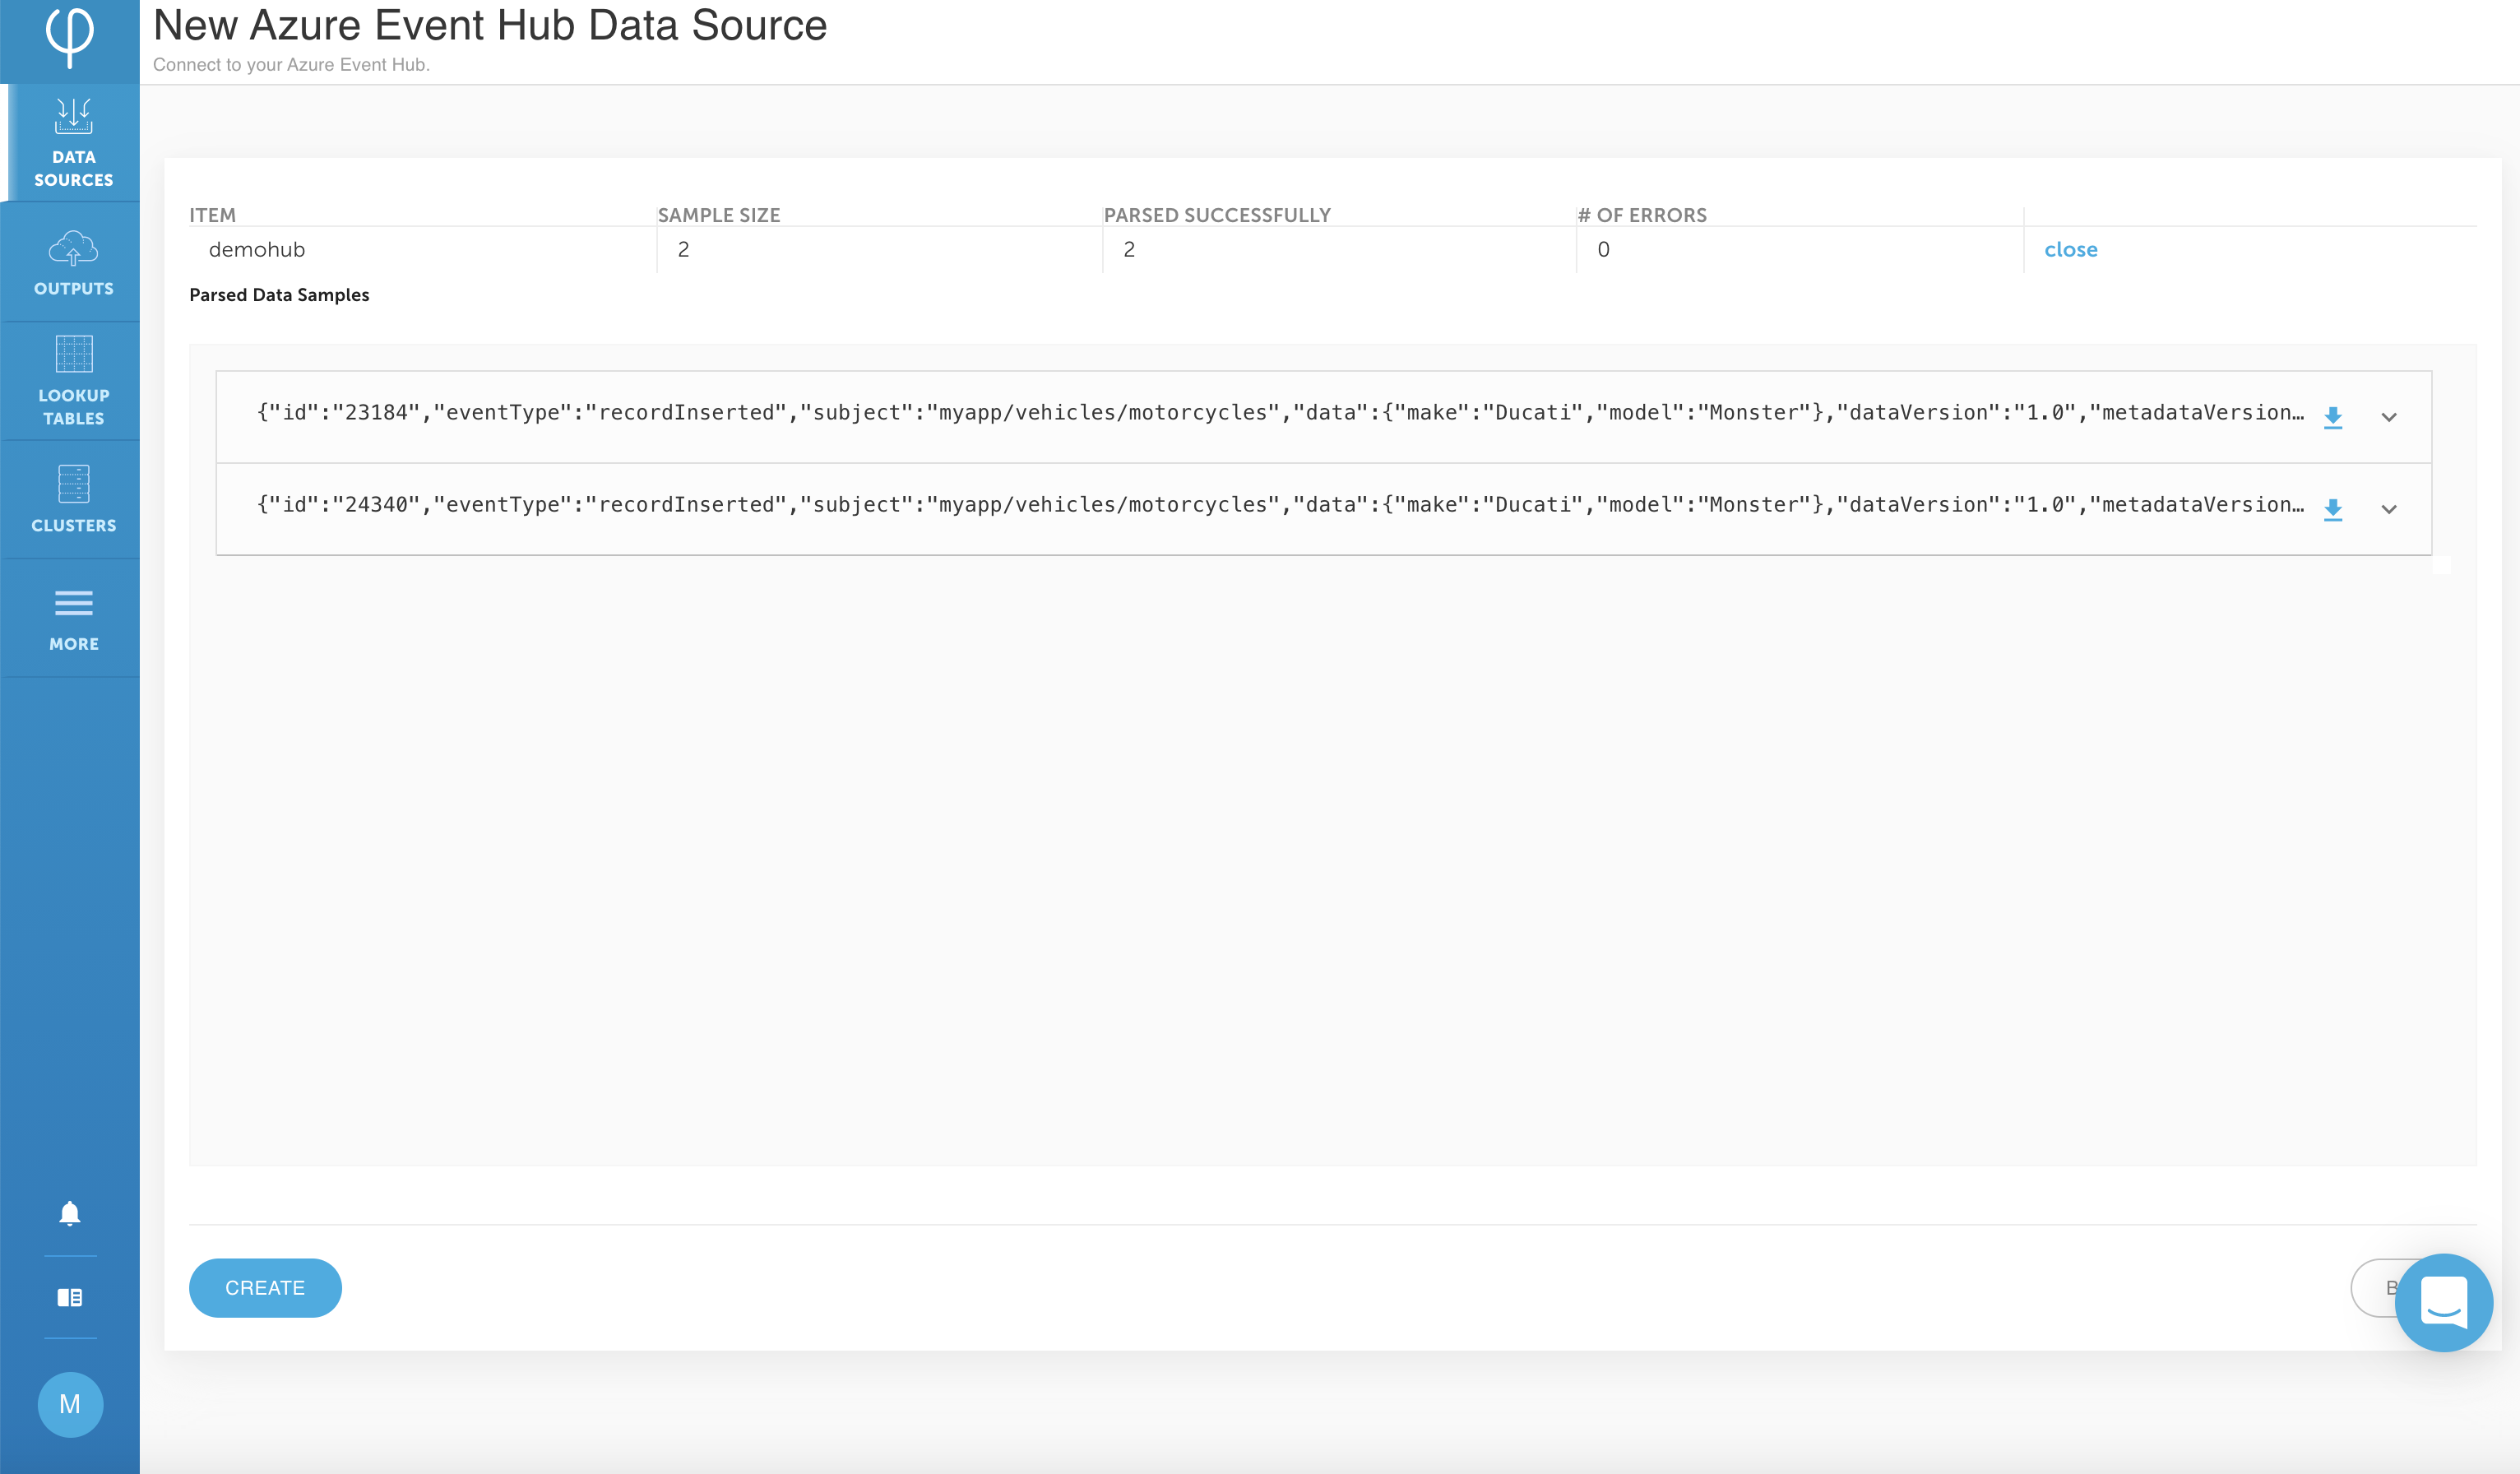 New Azure Event Hub Data Source
Connect to your Azure Event Hub.
DATA
SOURCES
OUTPUTS
LOOKUP
TABLES
CLUSTERS
MORE
M
ITEM SAMPLE SIZE PARSED SUCCESSFULLY # OF ERRORS
demohub 2 2 0 close
Parsed Data Samples
{"id":"23184","eventType":"recordInserted","subject":"myapp/vehicles/motorcycles","data":{"make":"Ducati","model":"Monster"},"dataVersion":"1.0","metadataVersion…
{"id":"24340","eventType":"recordInserted","subject":"myapp/vehicles/motorcycles","data":{"make":"Ducati","model":"Monster"},"dataVersion":"1.0","metadataVersion…
CREATE